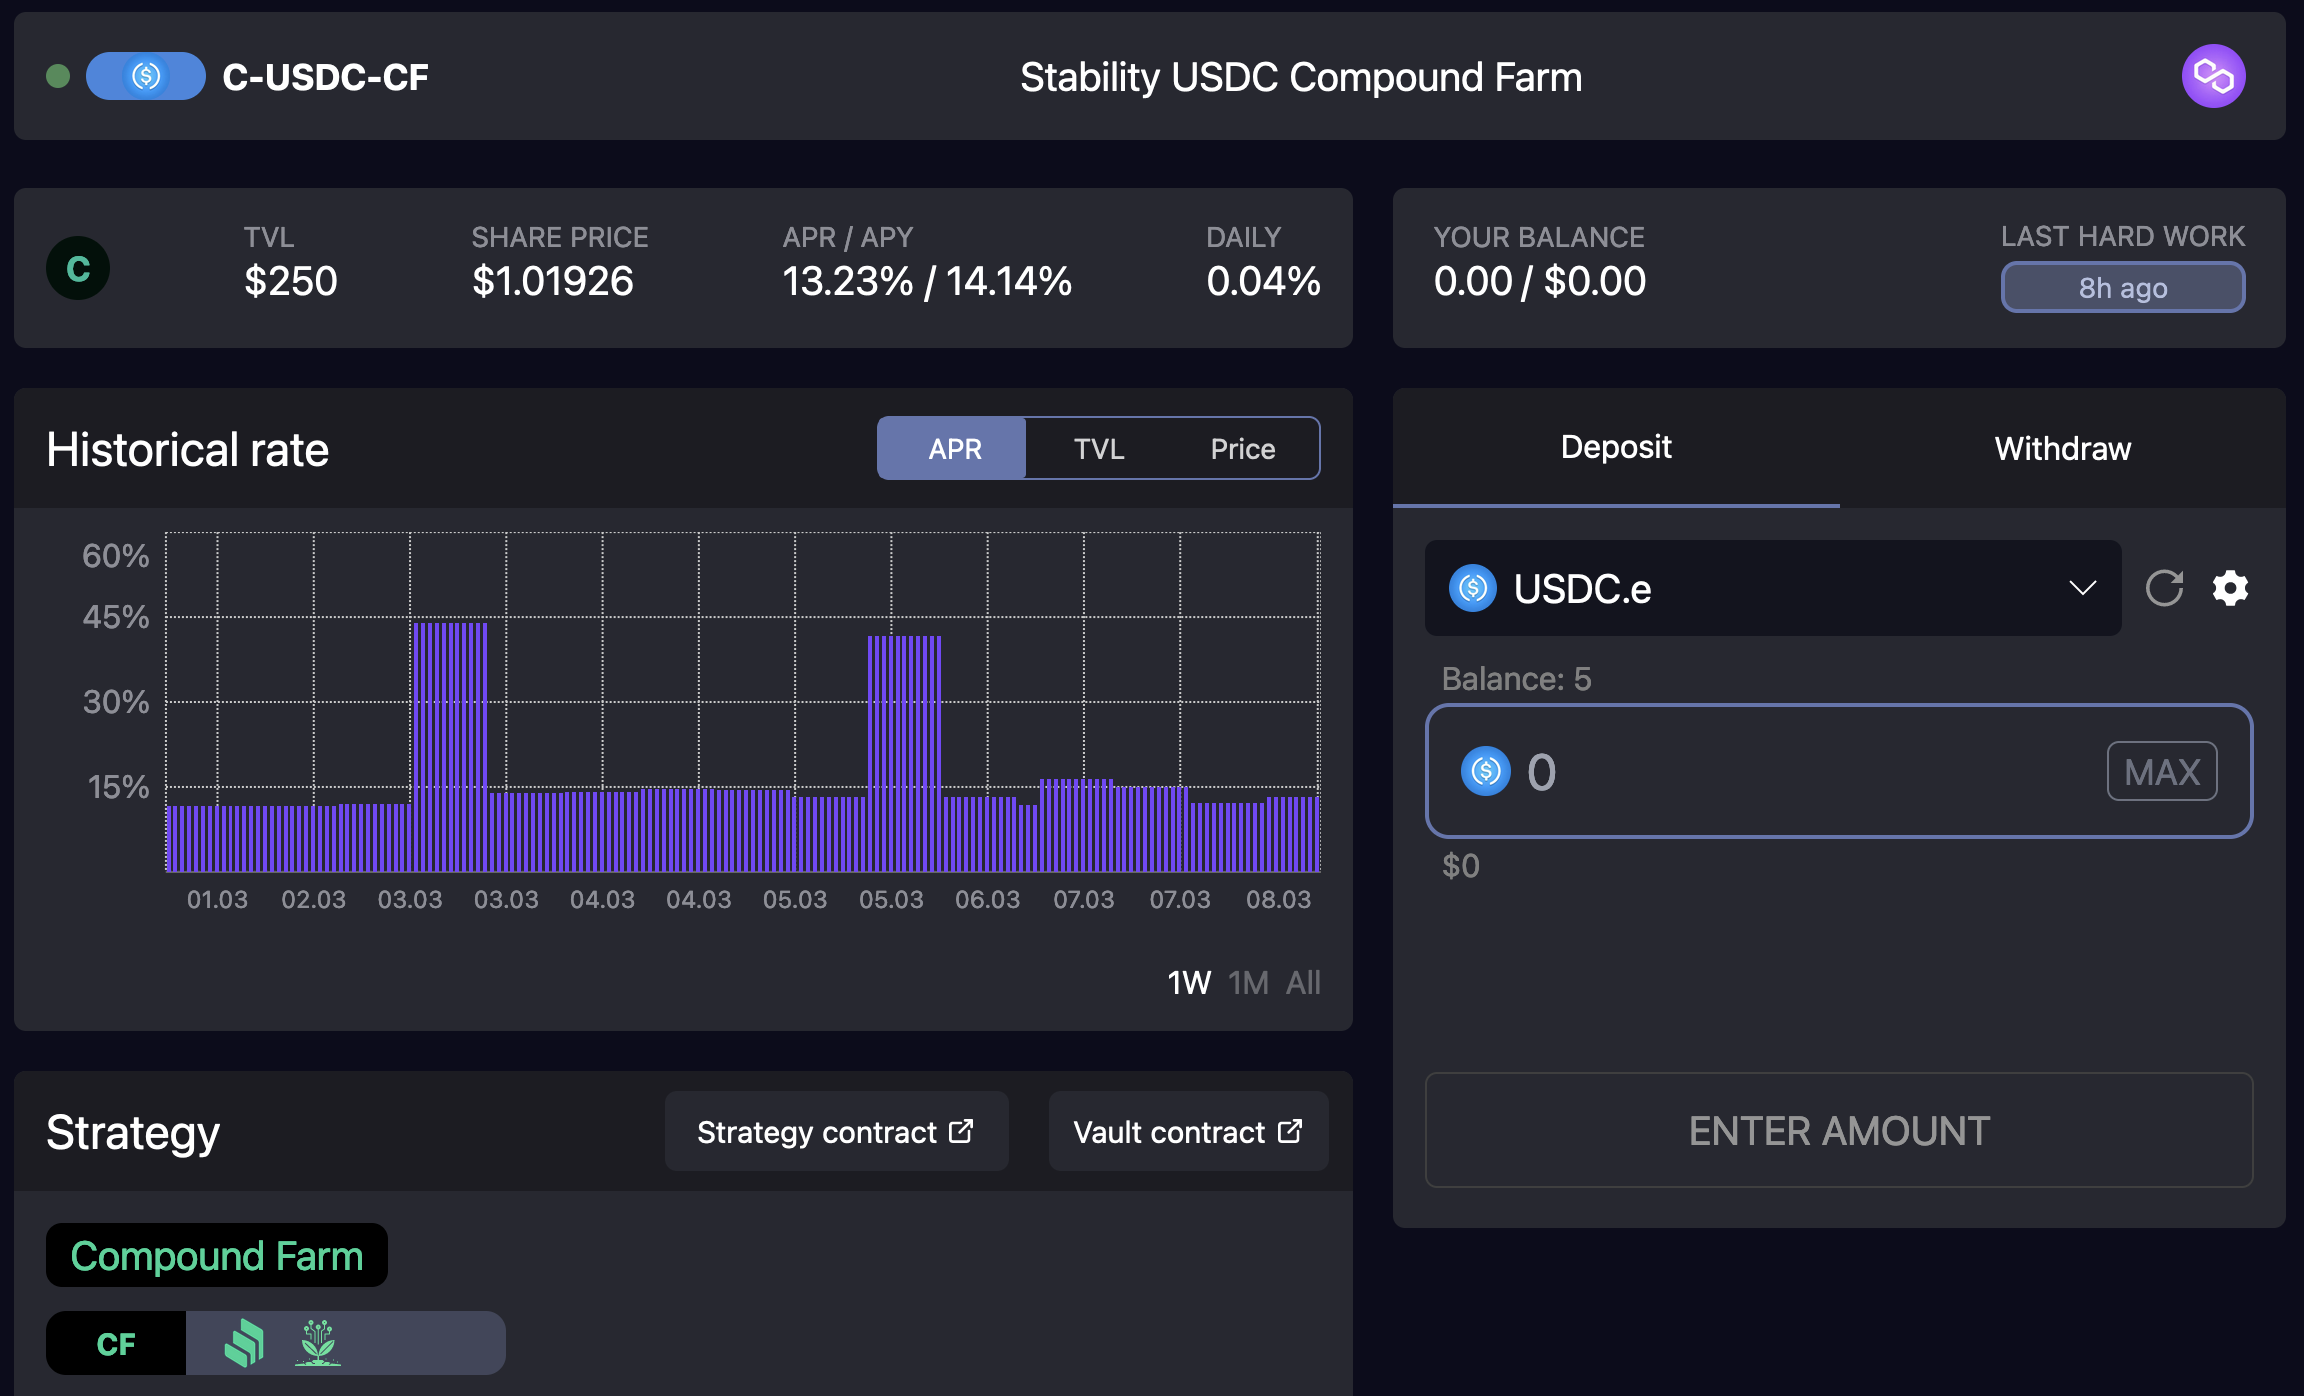 C-USDC-CF
Stability USDC Compound Farm
C
TVL
$250
SHARE PRICE
$1.01926
APR / APY
13.23% / 14.14%
DAILY
0.04%
YOUR BALANCE
0.00 / $0.00
LAST HARD WORK
8h ago
Historical rate
APR TVL Price
60%
45%
30%
15%
01.03 02.03 03.03 03.03 04.03 04.03 05.03 05.03 06.03 07.03 07.03 08.03
1W 1M All
Deposit Withdraw
USDC.e
Balance: 5
0 MAX
$0
ENTER AMOUNT
Strategy
Strategy contract Vault contract
Compound Farm
CF